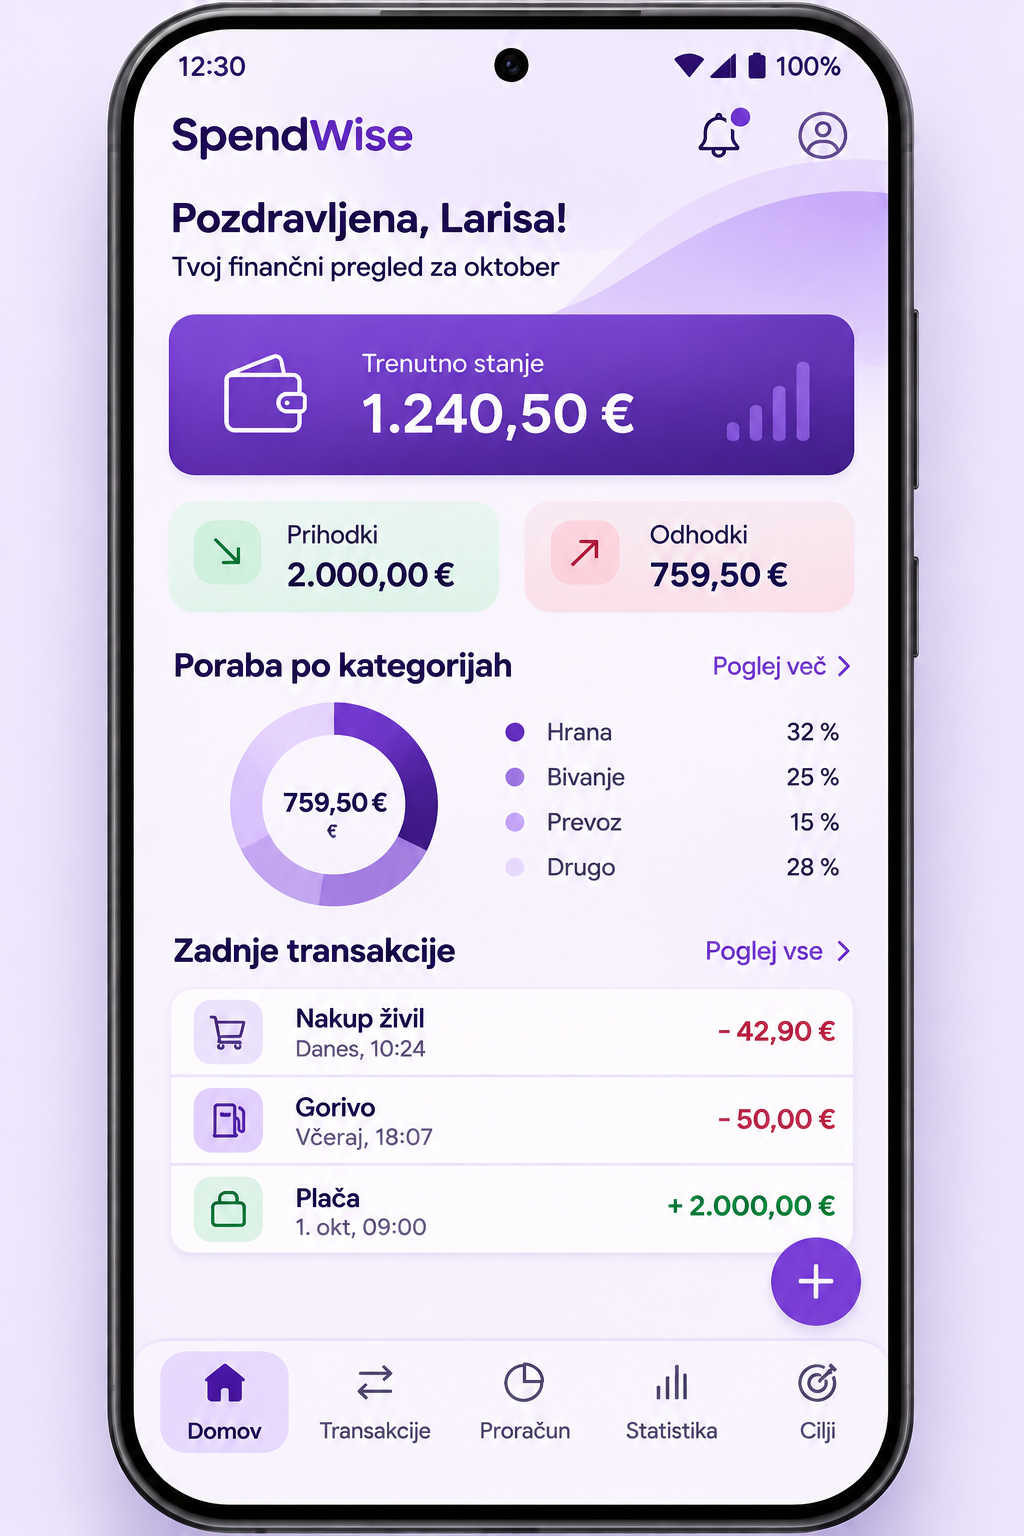 12:30
100%
SpendWise
Pozdravljena, Larisa!
Tvoj finančni pregled za oktober
Trenutno stanje
1.240,50 €
Prihodki
2.000,00 €
Odhodki
759,50 €
Poraba po kategorijah
Poglej več
759,50 €
€
Hrana 32 %
Bivanje 25 %
Prevoz 15 %
Drugo 28 %
Zadnje transakcije
Poglej vse
Nakup živil
Danes, 10:24
- 42,90 €
Gorivo
Včeraj, 18:07
- 50,00 €
Plača
1. okt, 09:00
+ 2.000,00 €
Domov
Transakcije
Proračun
Statistika
Cilji